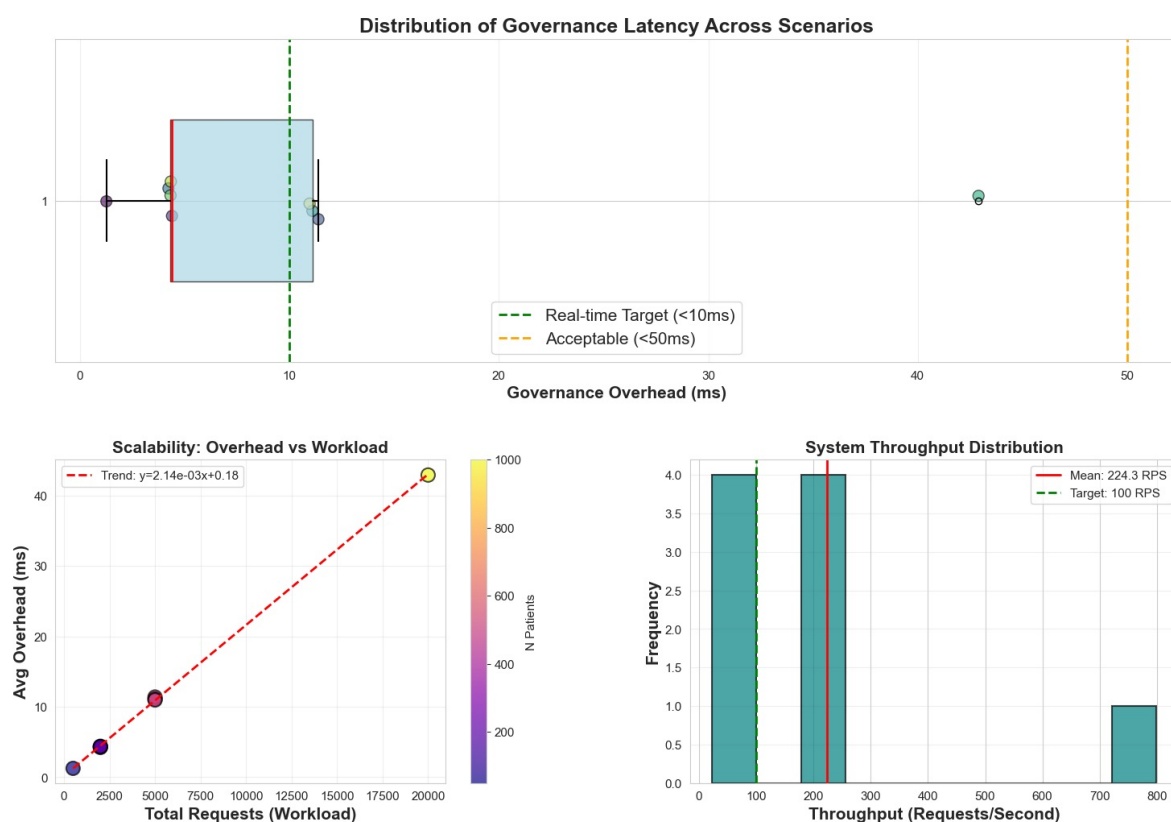 Distribution of Governance Latency Across Scenarios
1
Real-time Target (<10ms)
Acceptable (<50ms)
0 10 20 30 40 50
Governance Overhead (ms)
Scalability: Overhead vs Workload
Trend: y=2.14e-03x+0.18
Avg Overhead (ms)
40
30
20
10
0
0 2500 5000 7500 10000 12500 15000 17500 20000
Total Requests (Workload)
1000
800
600
400
200
N Patients
System Throughput Distribution
Mean: 224.3 RPS
Target: 100 RPS
Frequency
4.0
3.5
3.0
2.5
2.0
1.5
1.0
0.5
0.0
0 100 200 300 400 500 600 700 800
Throughput (Requests/Second)